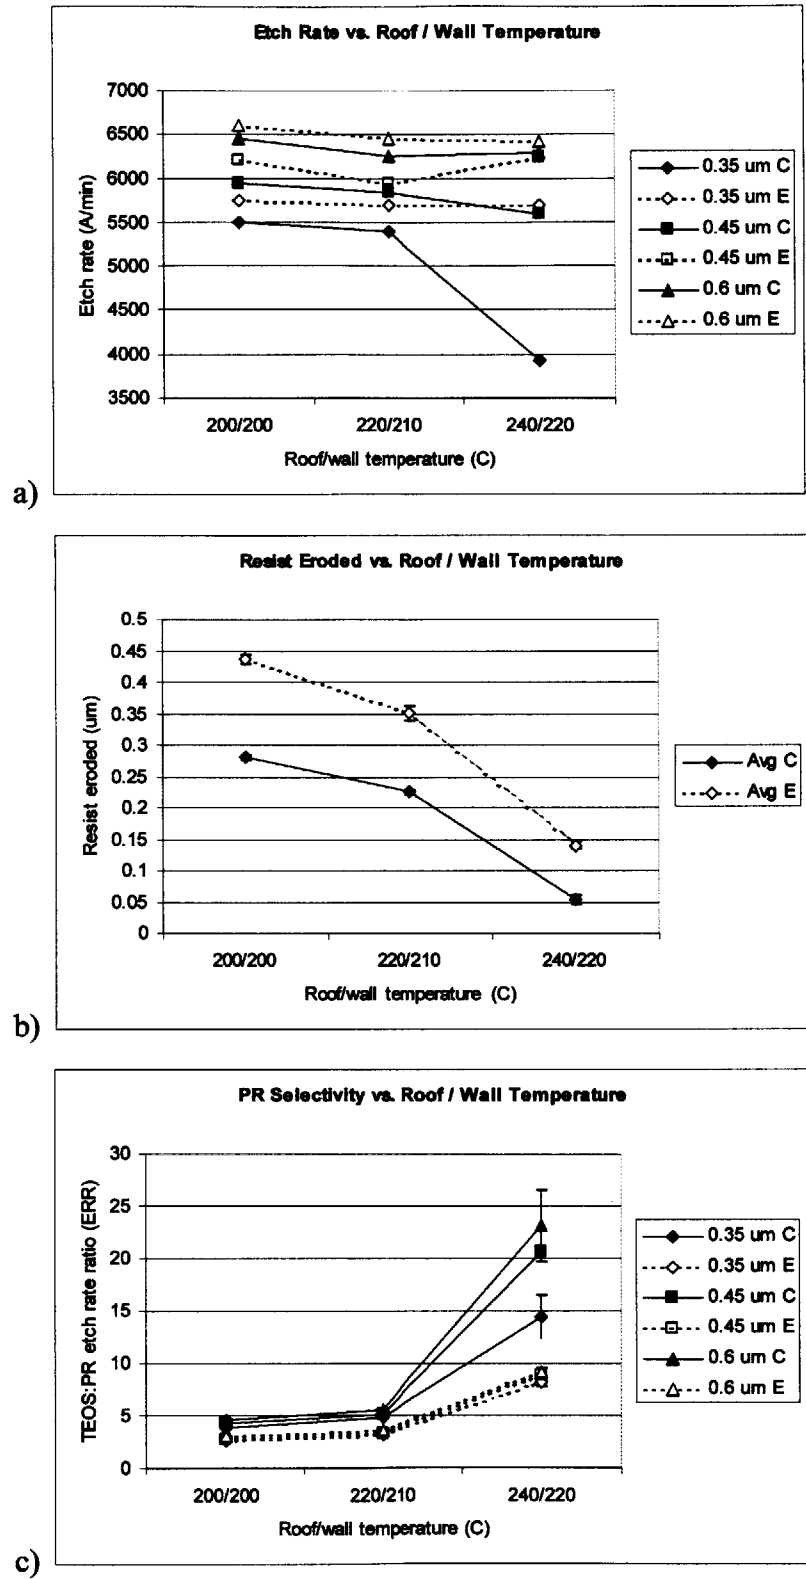 Etch Rate vs. Roof / Wall Temperature
7000
6500
6000
5500
5000
4500
4000
3500
Etch rate (A/min)
200/200
220/210
240/220
Roof/wall temperature (C)
0.35 um C
0.35 um E
0.45 um C
0.45 um E
0.6 um C
0.6 um E
a)
Resist Eroded vs. Roof / Wall Temperature
0.5
0.45
0.4
0.35
0.3
0.25
0.2
0.15
0.1
0.05
0
Resist eroded (um)
200/200
220/210
240/220
Roof/wall temperature (C)
Avg C
Avg E
b)
PR Selectivity vs. Roof / Wall Temperature
30
25
20
15
10
5
0
TEOS:PR etch rate ratio (ERR)
200/200
220/210
240/220
Roof/wall temperature (C)
0.35 um C
0.35 um E
0.45 um C
0.45 um E
0.6 um C
0.6 um E
c)